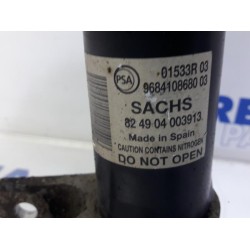 PSA
01533R 03
9684108680 03
SACHS
82 49 04 003913
Made in Spain
CAUTION CONTAINS NITROGEN
DO NOT OPEN